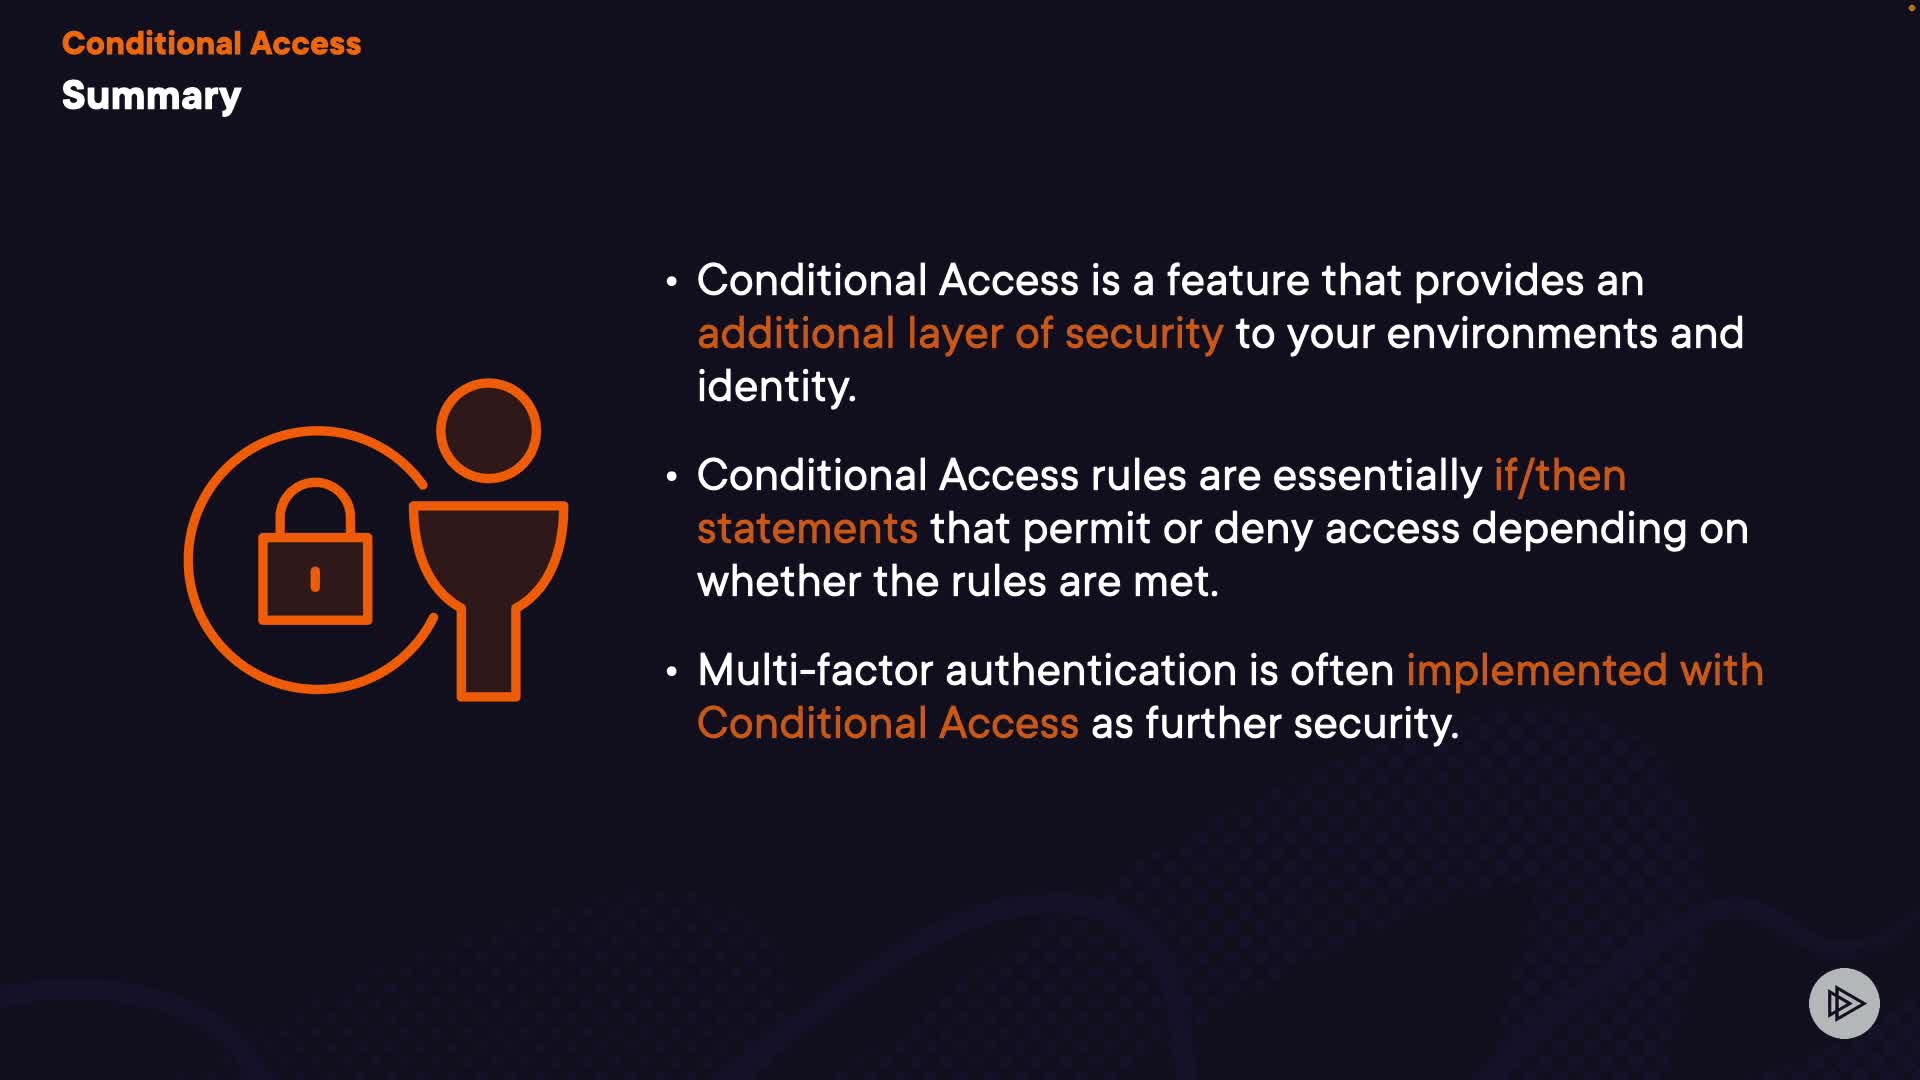 Conditional Access
Summary
• Conditional Access is a feature that provides an
additional layer of security to your environments and
identity.
• Conditional Access rules are essentially if/then
statements that permit or deny access depending on
whether the rules are met.
• Multi-factor authentication is often implemented with
Conditional Access as further security.